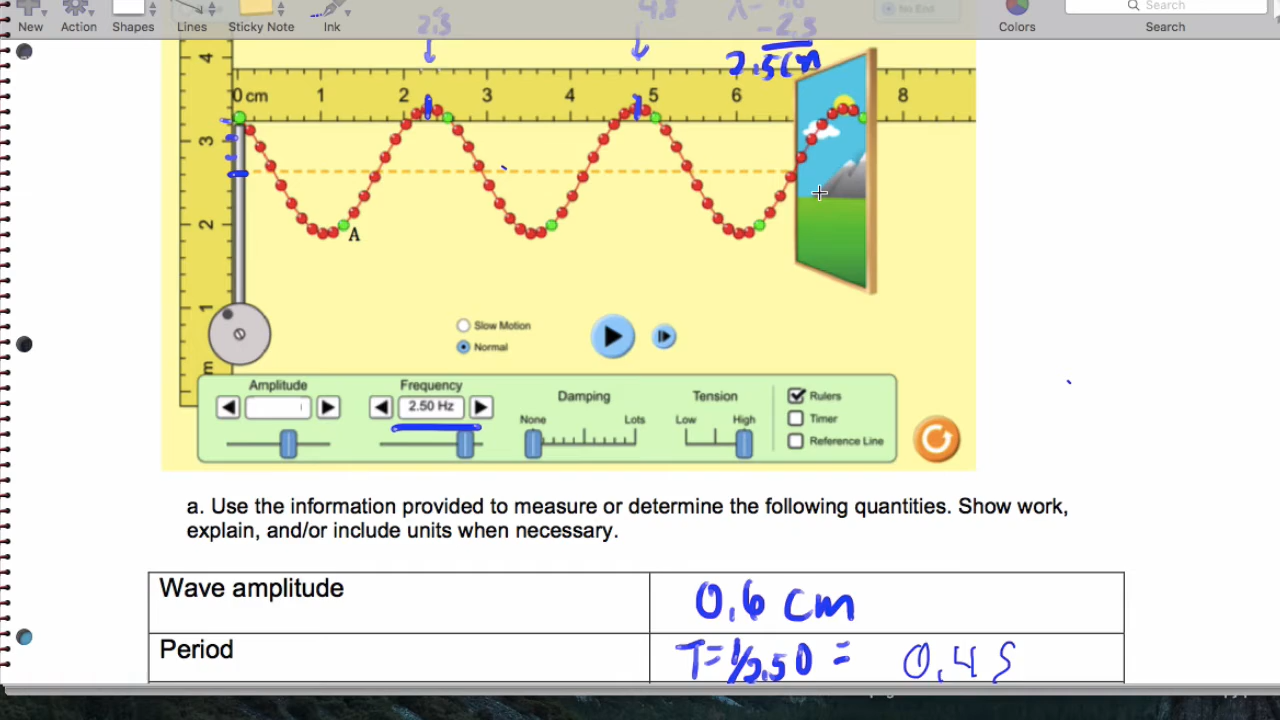 New Action Shapes Lines Sticky Note Ink Colors Search
Search
No End
2.3 4.8
-2.3
2.5cm
4
0 cm 1 2 3 4 5 6 8
3
2
A
1
Slow Motion
Normal
Amplitude Frequency Damping Tension
2.50 Hz
None Lots Low High
Rulers
Timer
Reference Line
a. Use the information provided to measure or determine the following quantities. Show work,
explain, and/or include units when necessary.
Wave amplitude 0.6 cm
Period T=1/2.50 = 0.4 s